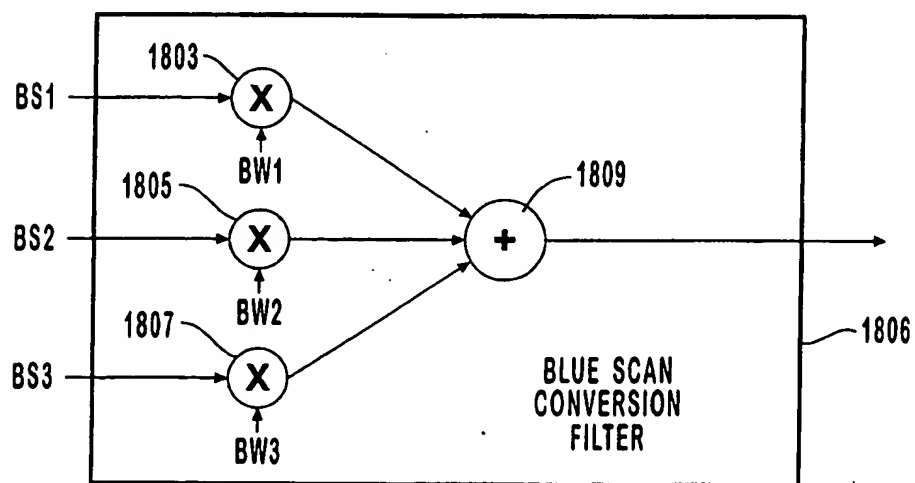 1803
BS1
BW1
1805
1809
BS2
BW2
1807
1806
BS3
BW3
BLUE SCAN
CONVERSION
FILTER